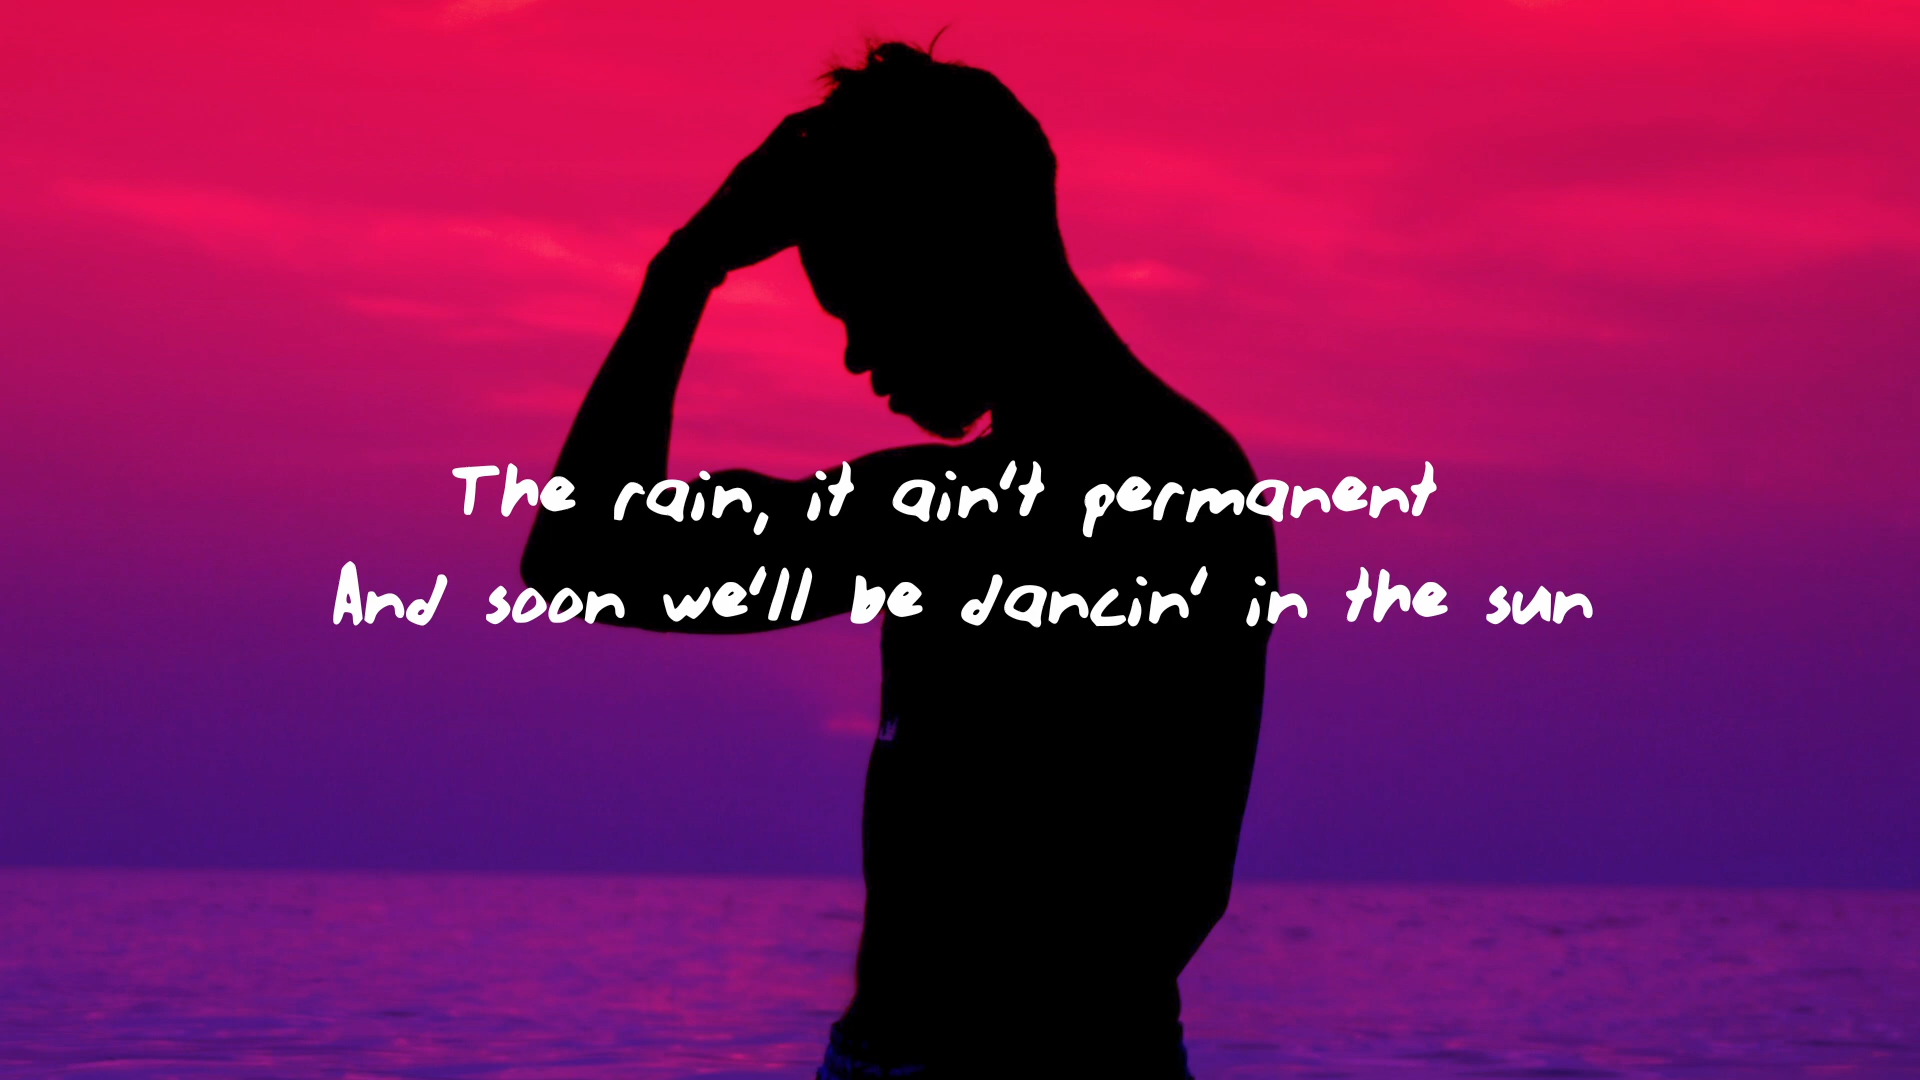 The rain, it ain't permanent
And soon we'll be dancin' in the sun